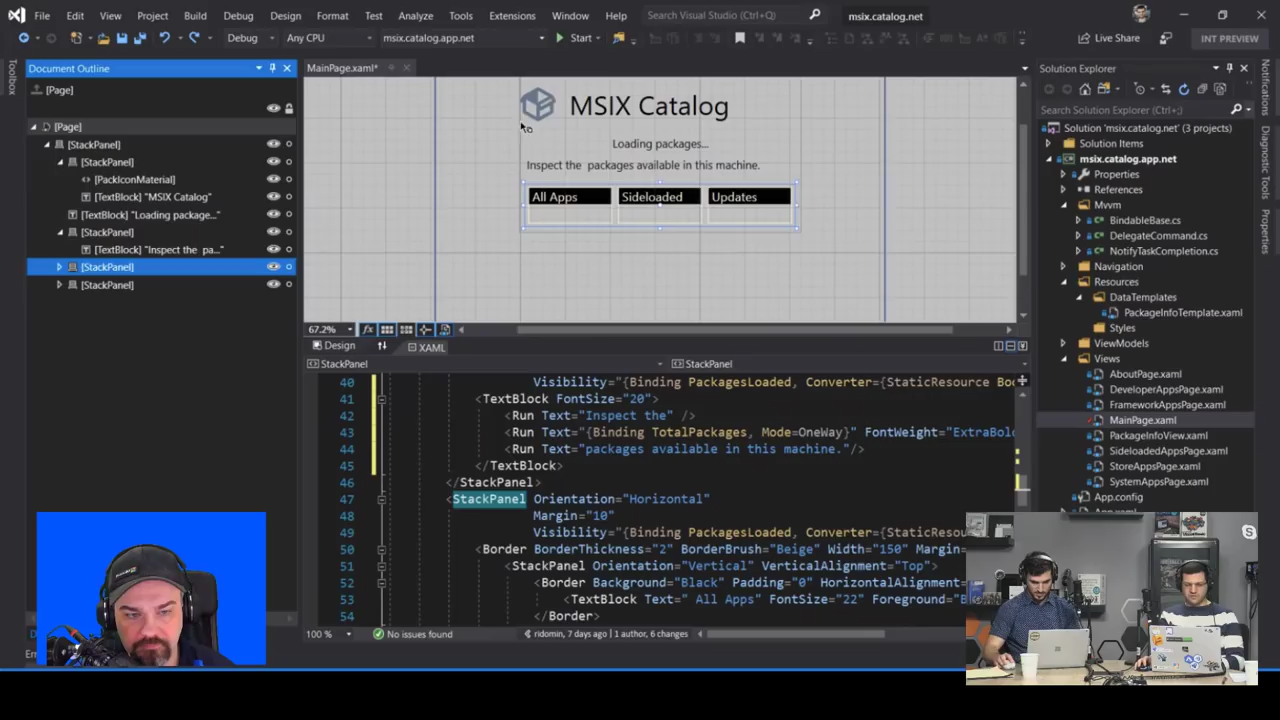 File Edit View Project Build Debug Design Format Test Analyze Tools Extensions Window Help Search Visual Studio (Ctrl+Q) msix.catalog.net
Debug Any CPU msix.catalog.app.net Start Live Share INT PREVIEW
Toolbox
Document Outline
[Page]
[Page]
[StackPanel]
[StackPanel]
[PackIconMaterial]
[TextBlock] "MSIX Catalog"
[TextBlock] "Loading package..."
[StackPanel]
[TextBlock] "Inspect the pa..."
[StackPanel]
[StackPanel]
MainPage.xaml*
MSIX Catalog
Loading packages...
Inspect the packages available in this machine.
All Apps Sideloaded Updates
67.2% fx
Design XAML
StackPanel StackPanel
40 Visibility="{Binding PackagesLoaded, Converter={StaticResource Boo
41 <TextBlock FontSize="20">
42 <Run Text="Inspect the" />
43 <Run Text="{Binding TotalPackages, Mode=OneWay}" FontWeight="ExtraBol
44 <Run Text="packages available in this machine."/>
45 </TextBlock>
46 </StackPanel>
47 <StackPanel Orientation="Horizontal"
48 Margin="10"
49 Visibility="{Binding PackagesLoaded, Converter={StaticResou
50 <Border BorderThickness="2" BorderBrush="Beige" Width="150" Margin=
51 <StackPanel Orientation="Vertical" VerticalAlignment="Top">
52 <Border Background="Black" Padding="0" HorizontalAlignment=
53 <TextBlock Text=" All Apps" FontSize="22" Foreground="B
54 </Border>
100 % No issues found ridomin, 7 days ago | 1 author, 6 changes
Solution Explorer
Search Solution Explorer (Ctrl+;)
Solution 'msix.catalog.net' (3 projects)
Solution Items
msix.catalog.app.net
Properties
References
Mvvm
BindableBase.cs
DelegateCommand.cs
NotifyTaskCompletion.cs
Navigation
Resources
DataTemplates
PackageInfoTemplate.xaml
Styles
ViewModels
Views
AboutPage.xaml
DeveloperAppsPage.xaml
FrameworkAppsPage.xaml
MainPage.xaml
PackageInfoView.xaml
SideloadedAppsPage.xaml
StoreAppsPage.xaml
SystemAppsPage.xaml
App.config
Notifications
Properties